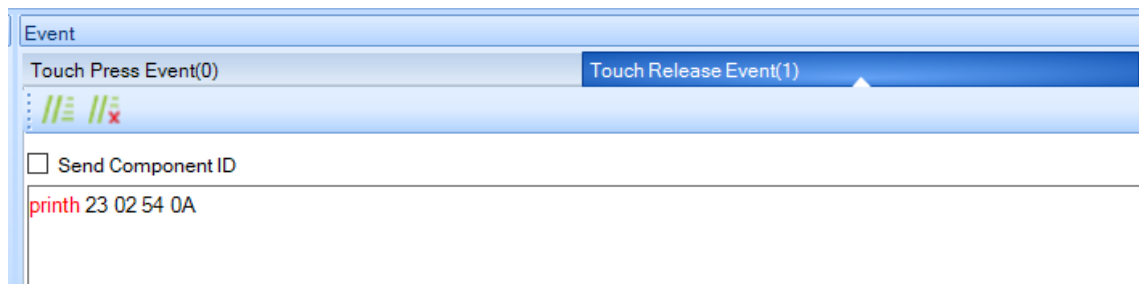 Event
Touch Press Event(0) Touch Release Event(1)
Send Component ID
printh 23 02 54 0A